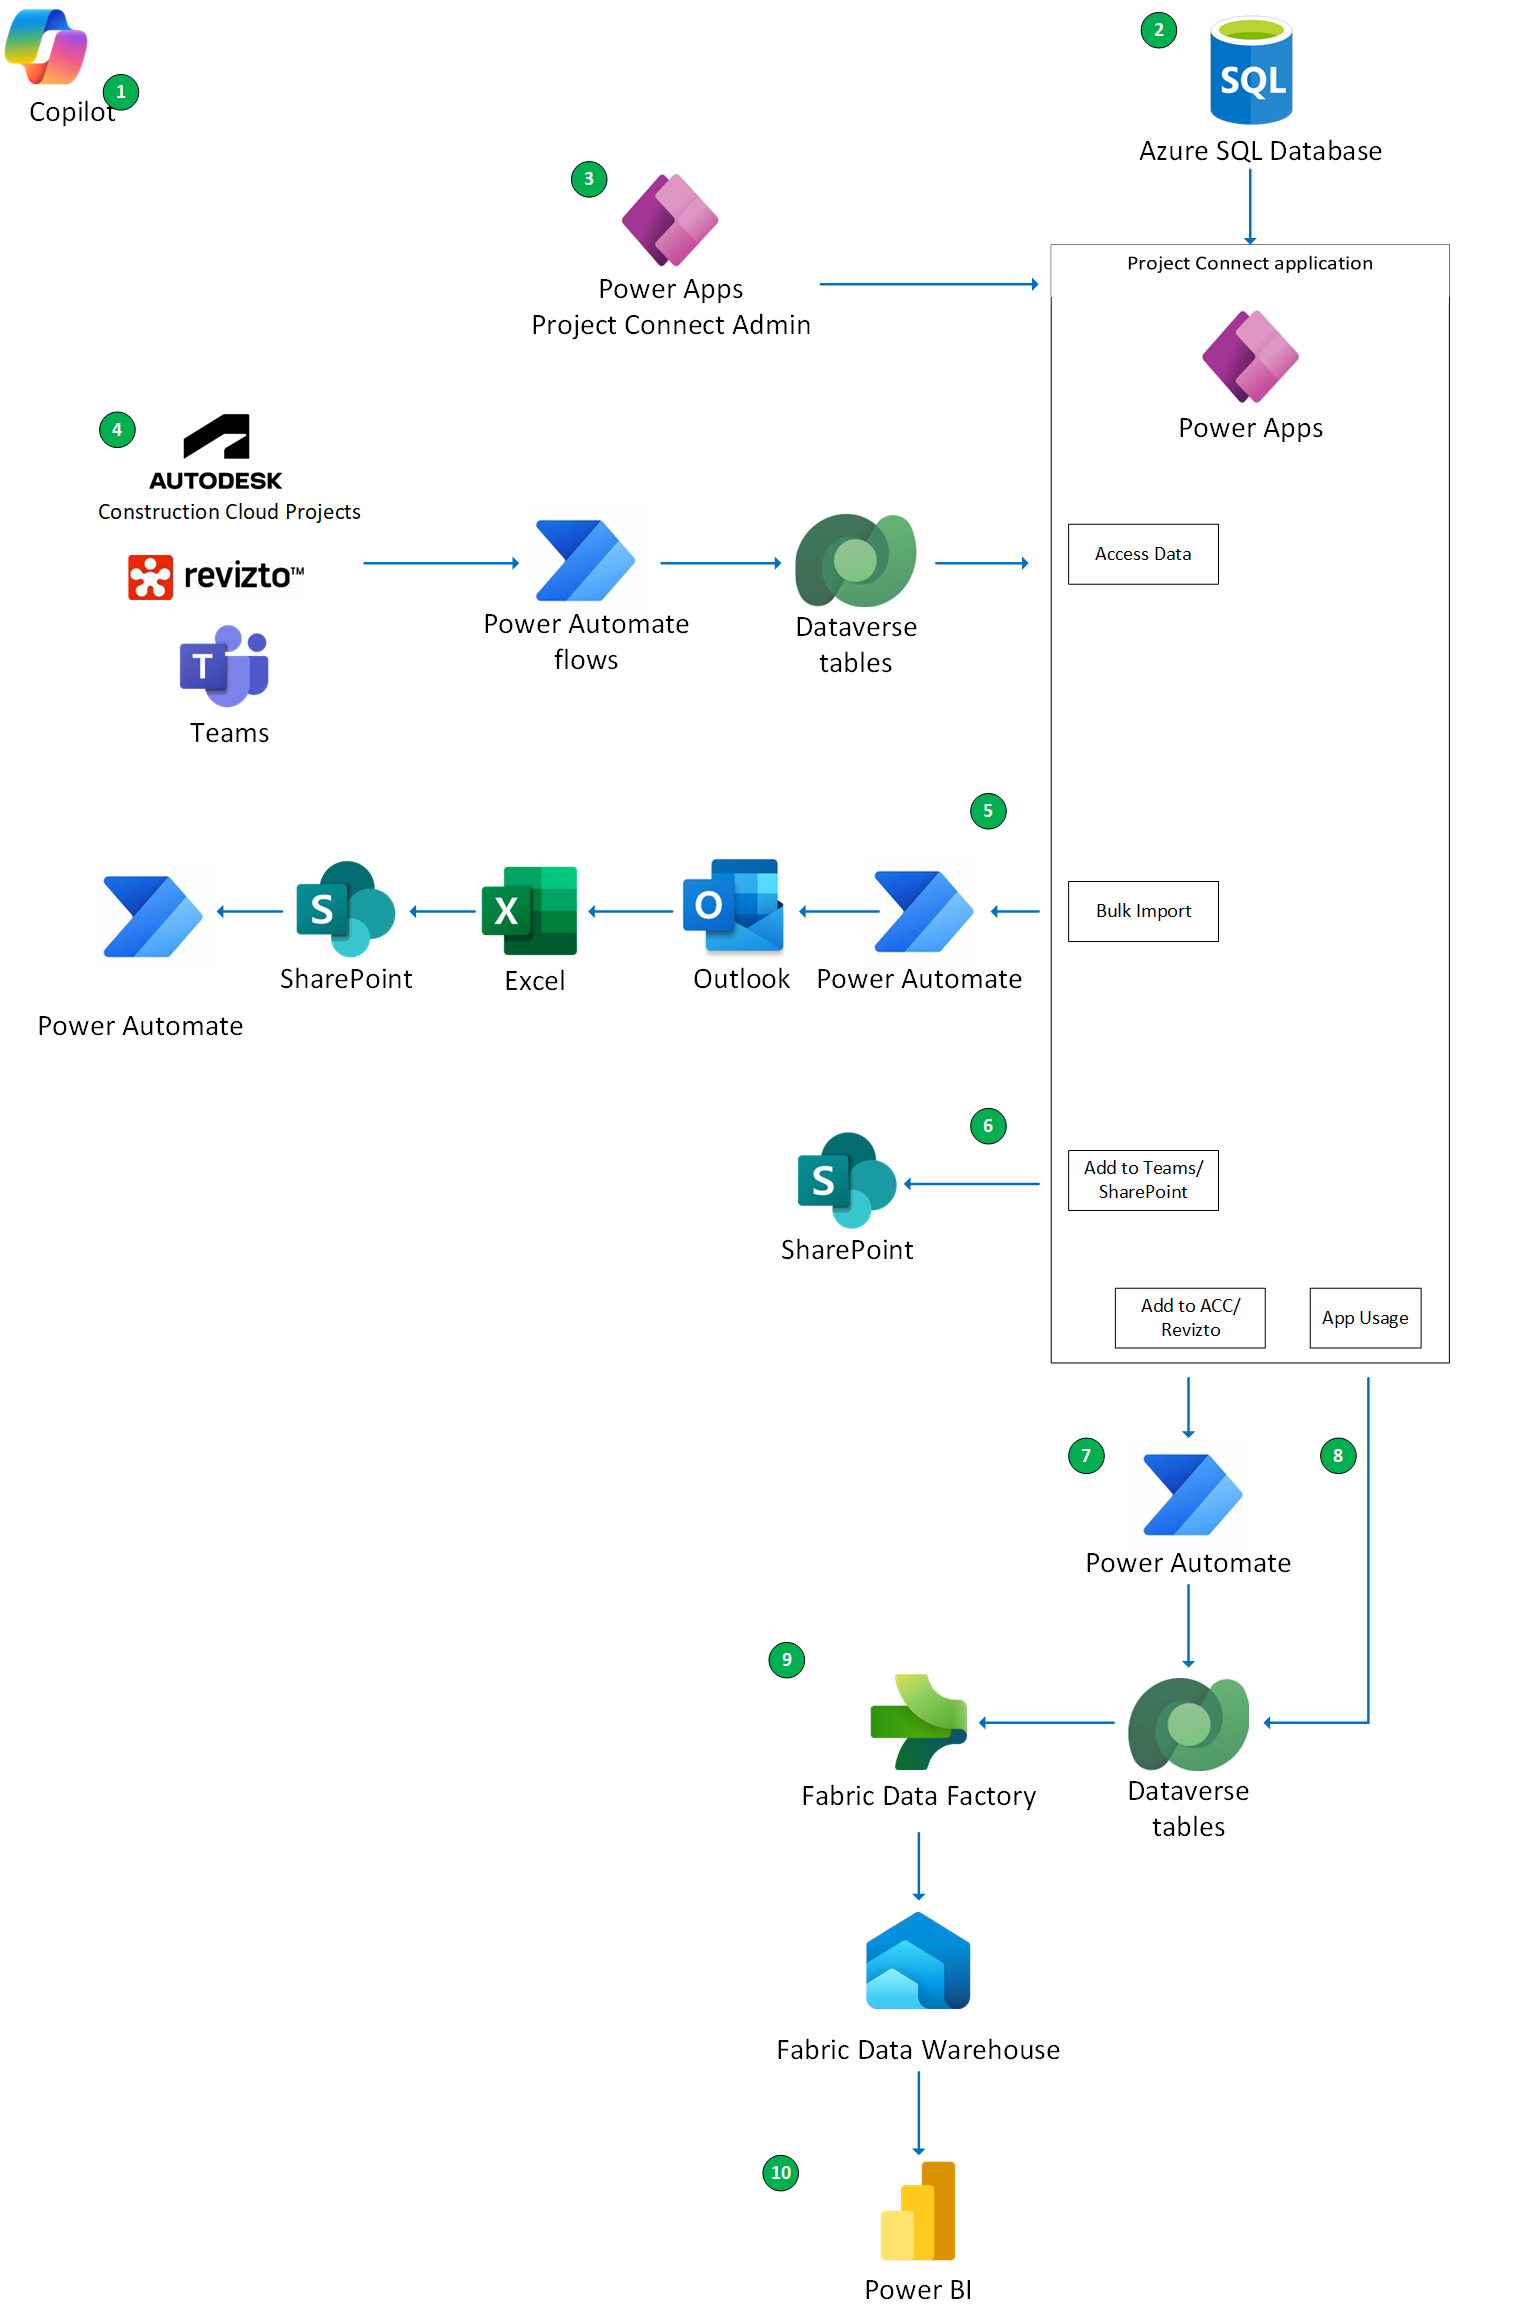 Copilot
1
2
SQL
Azure SQL Database
3
Power Apps
Project Connect Admin
Project Connect application
Power Apps
4
AUTODESK
Construction Cloud Projects
revizto™
T
Teams
Power Automate
flows
Dataverse
tables
Access Data
5
Bulk Import
Power Automate
S
SharePoint
X
Excel
O
Outlook
Power Automate
6
S
SharePoint
Add to Teams/
SharePoint
Add to ACC/
Revizto
App Usage
7
8
Power Automate
9
Fabric Data Factory
Dataverse
tables
Fabric Data Warehouse
10
Power BI